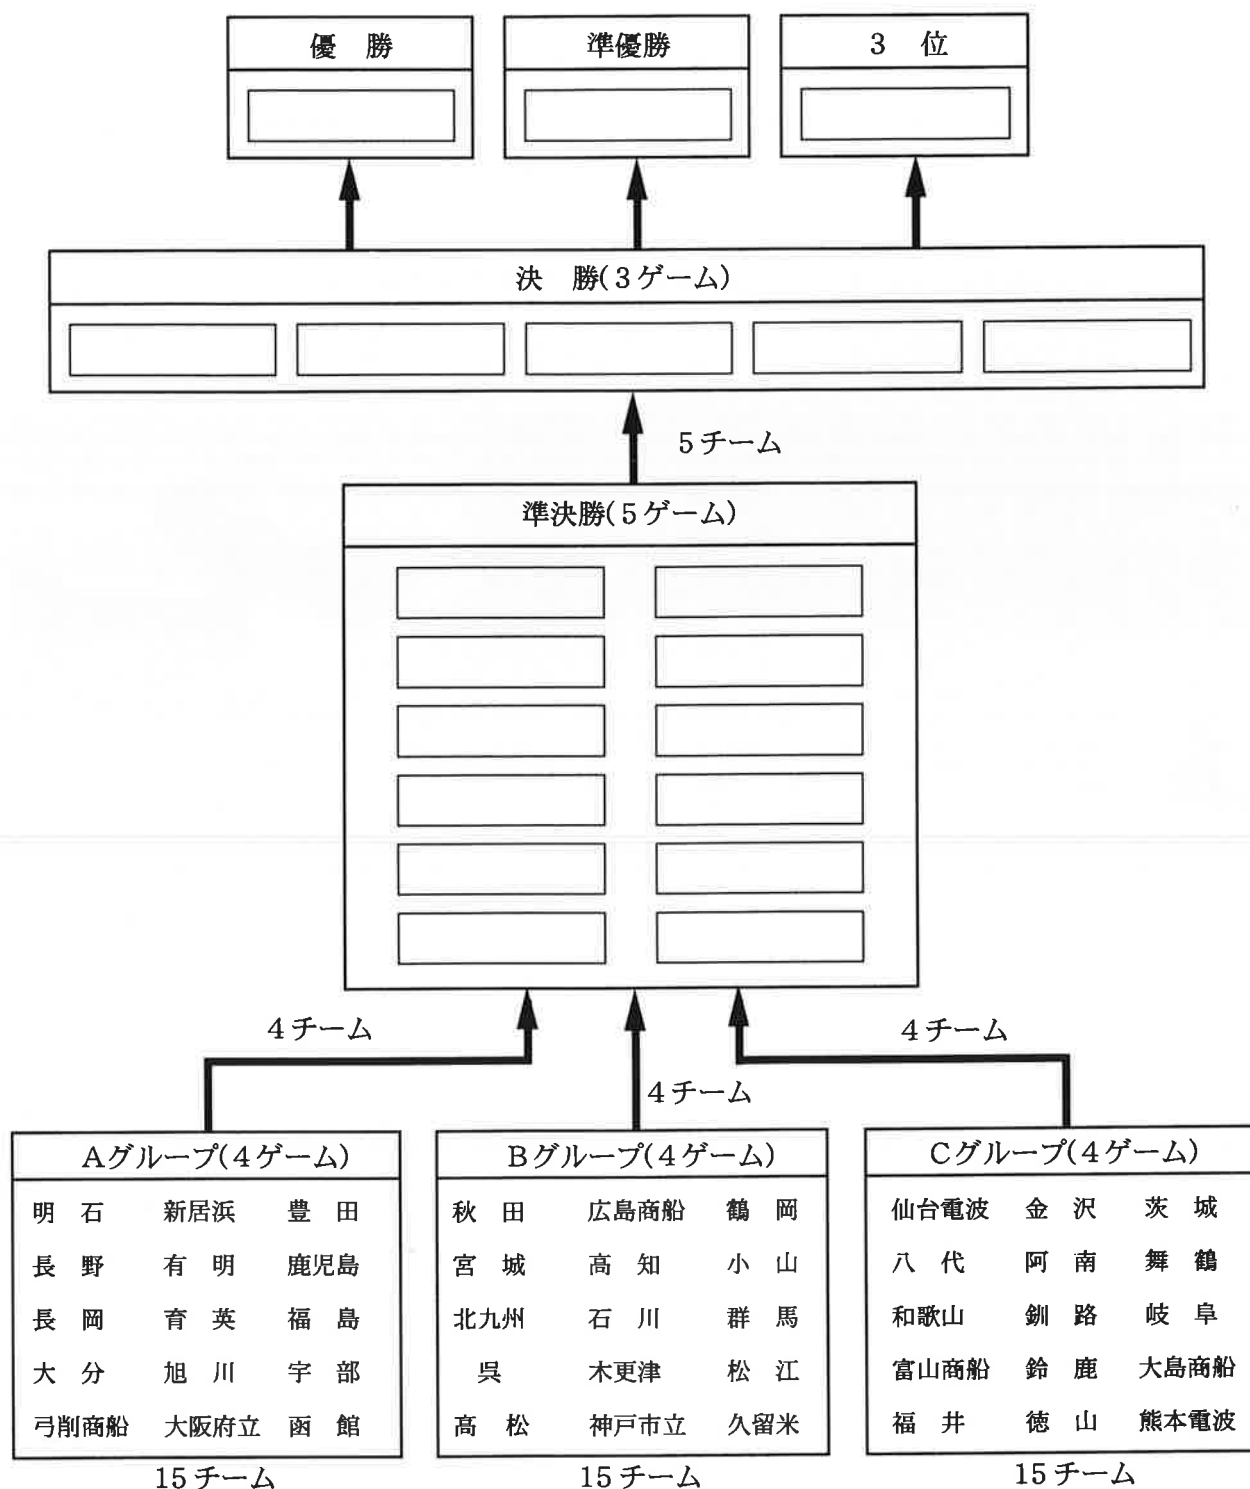 優　勝　準優勝　3　位
決　勝(3ゲーム)
5チーム
準決勝(5ゲーム)
4チーム　4チーム　4チーム
Aグループ(4ゲーム)
明　石　新居浜　豊　田
長　野　有　明　鹿児島
長　岡　育　英　福　島
大　分　旭　川　宇　部
弓削商船　大阪府立　函　館
15チーム
Bグループ(4ゲーム)
秋　田　広島商船　鶴　岡
宮　城　高　知　小　山
北九州　石　川　群　馬
呉　木更津　松　江
高　松　神戸市立　久留米
15チーム
Cグループ(4ゲーム)
仙台電波　金　沢　茨　城
八　代　阿　南　舞　鶴
和歌山　釧　路　岐　阜
富山商船　鈴　鹿　大島商船
福　井　徳　山　熊本電波
15チーム